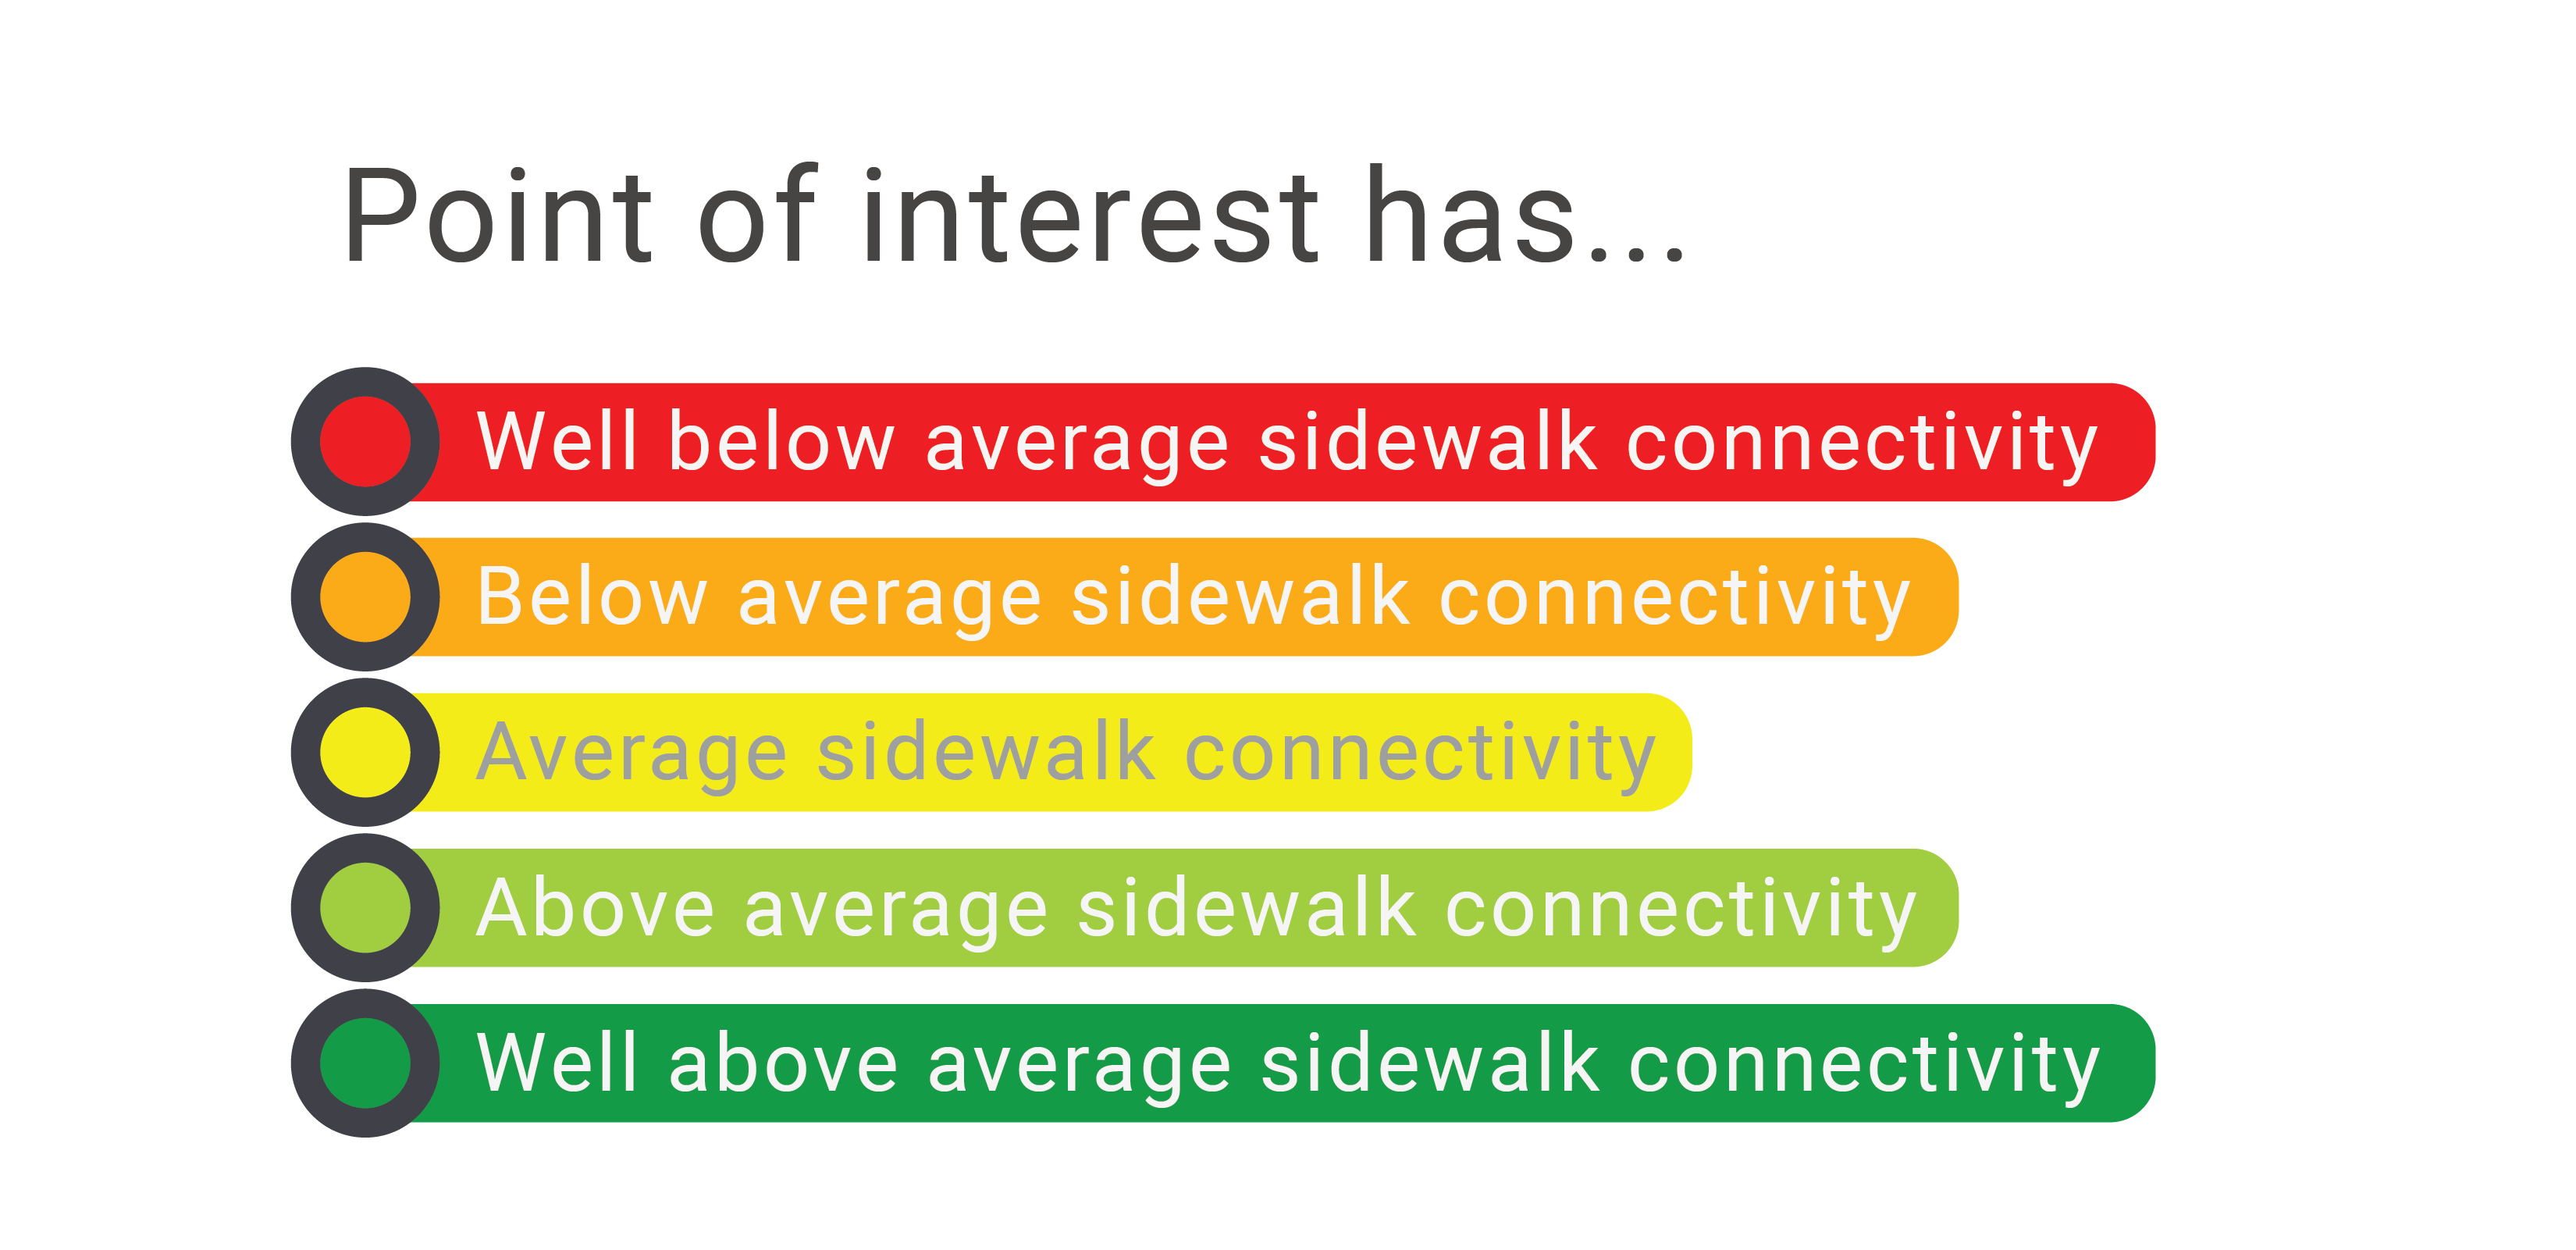 Point of interest has...
Well below average sidewalk connectivity
Below average sidewalk connectivity
Average sidewalk connectivity
Above average sidewalk connectivity
Well above average sidewalk connectivity